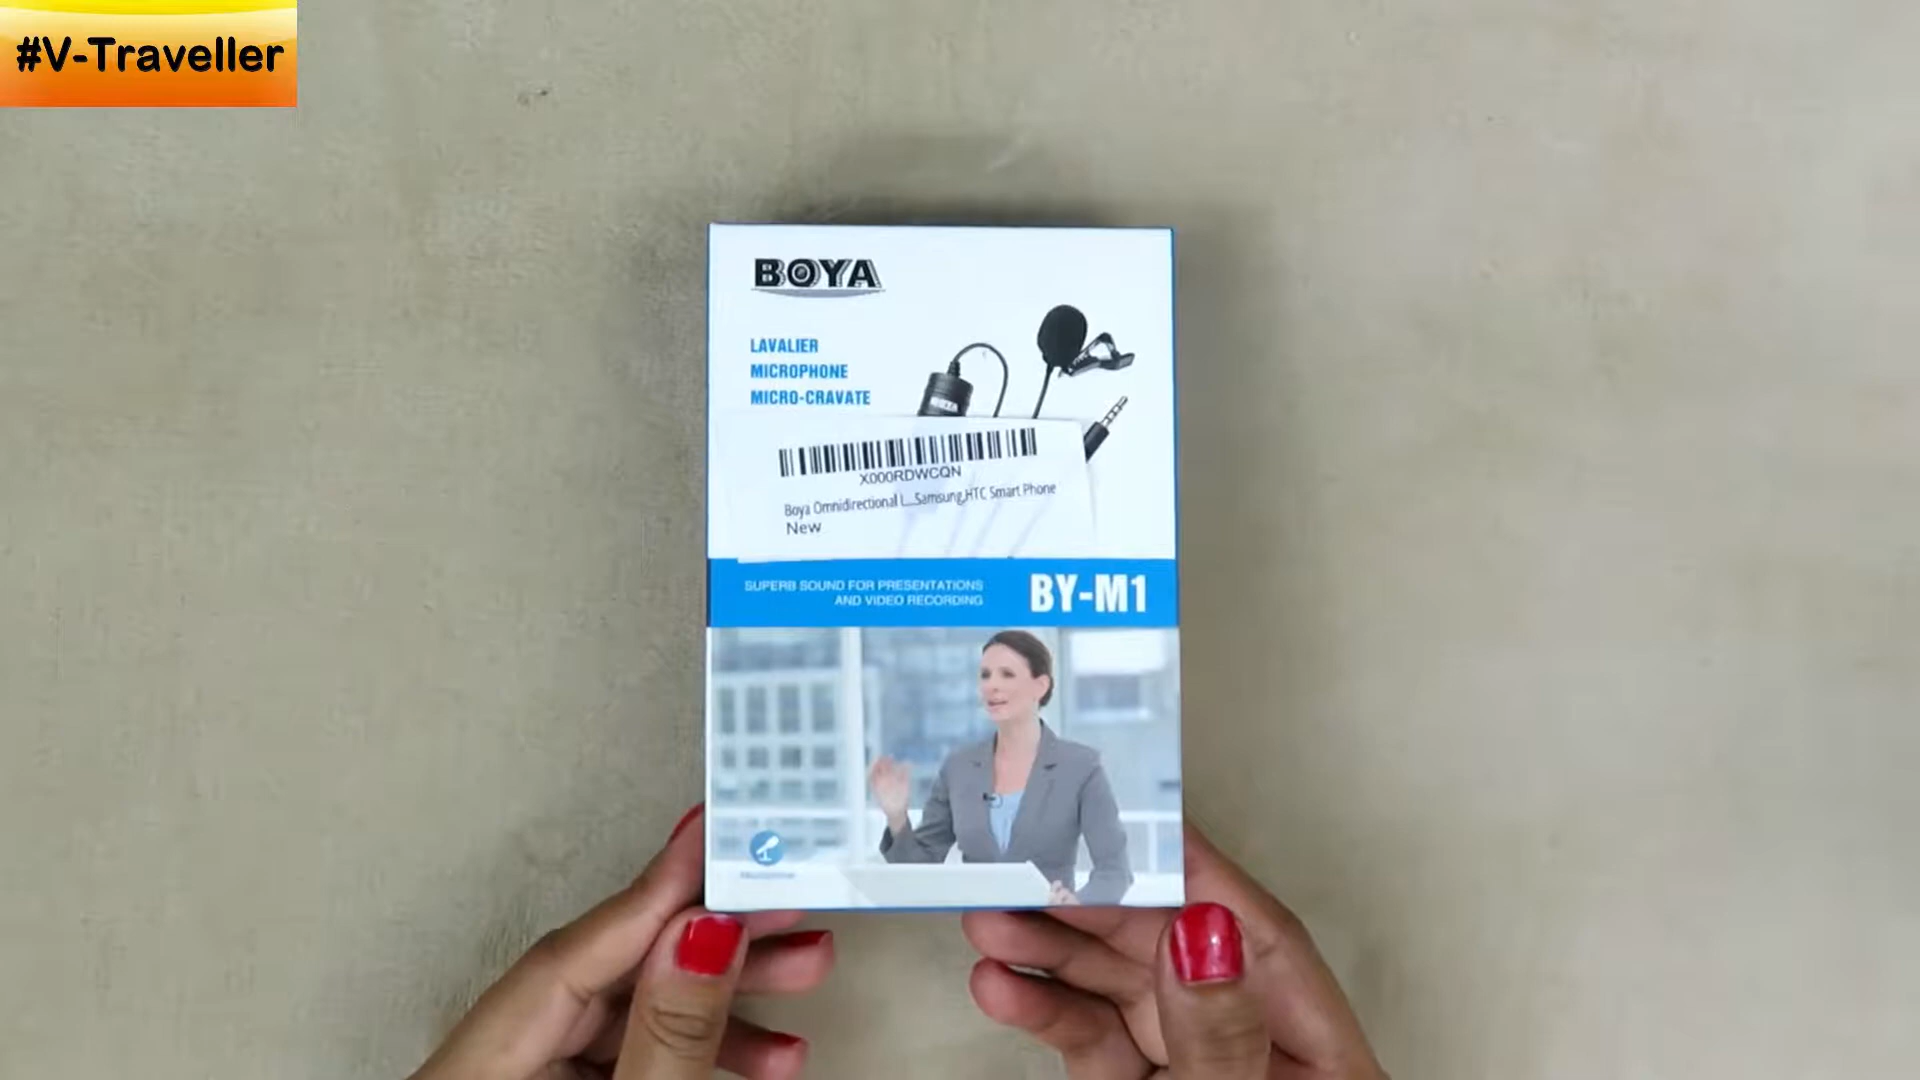 #V-Traveller
BOYA
LAVALIER
MICROPHONE
MICRO-CRAVATE
X000RDWCQN
Boya Omnidirectional L...Samsung,HTC Smart Phone
New
SUPERB SOUND FOR PRESENTATIONS
AND VIDEO RECORDING
BY-M1